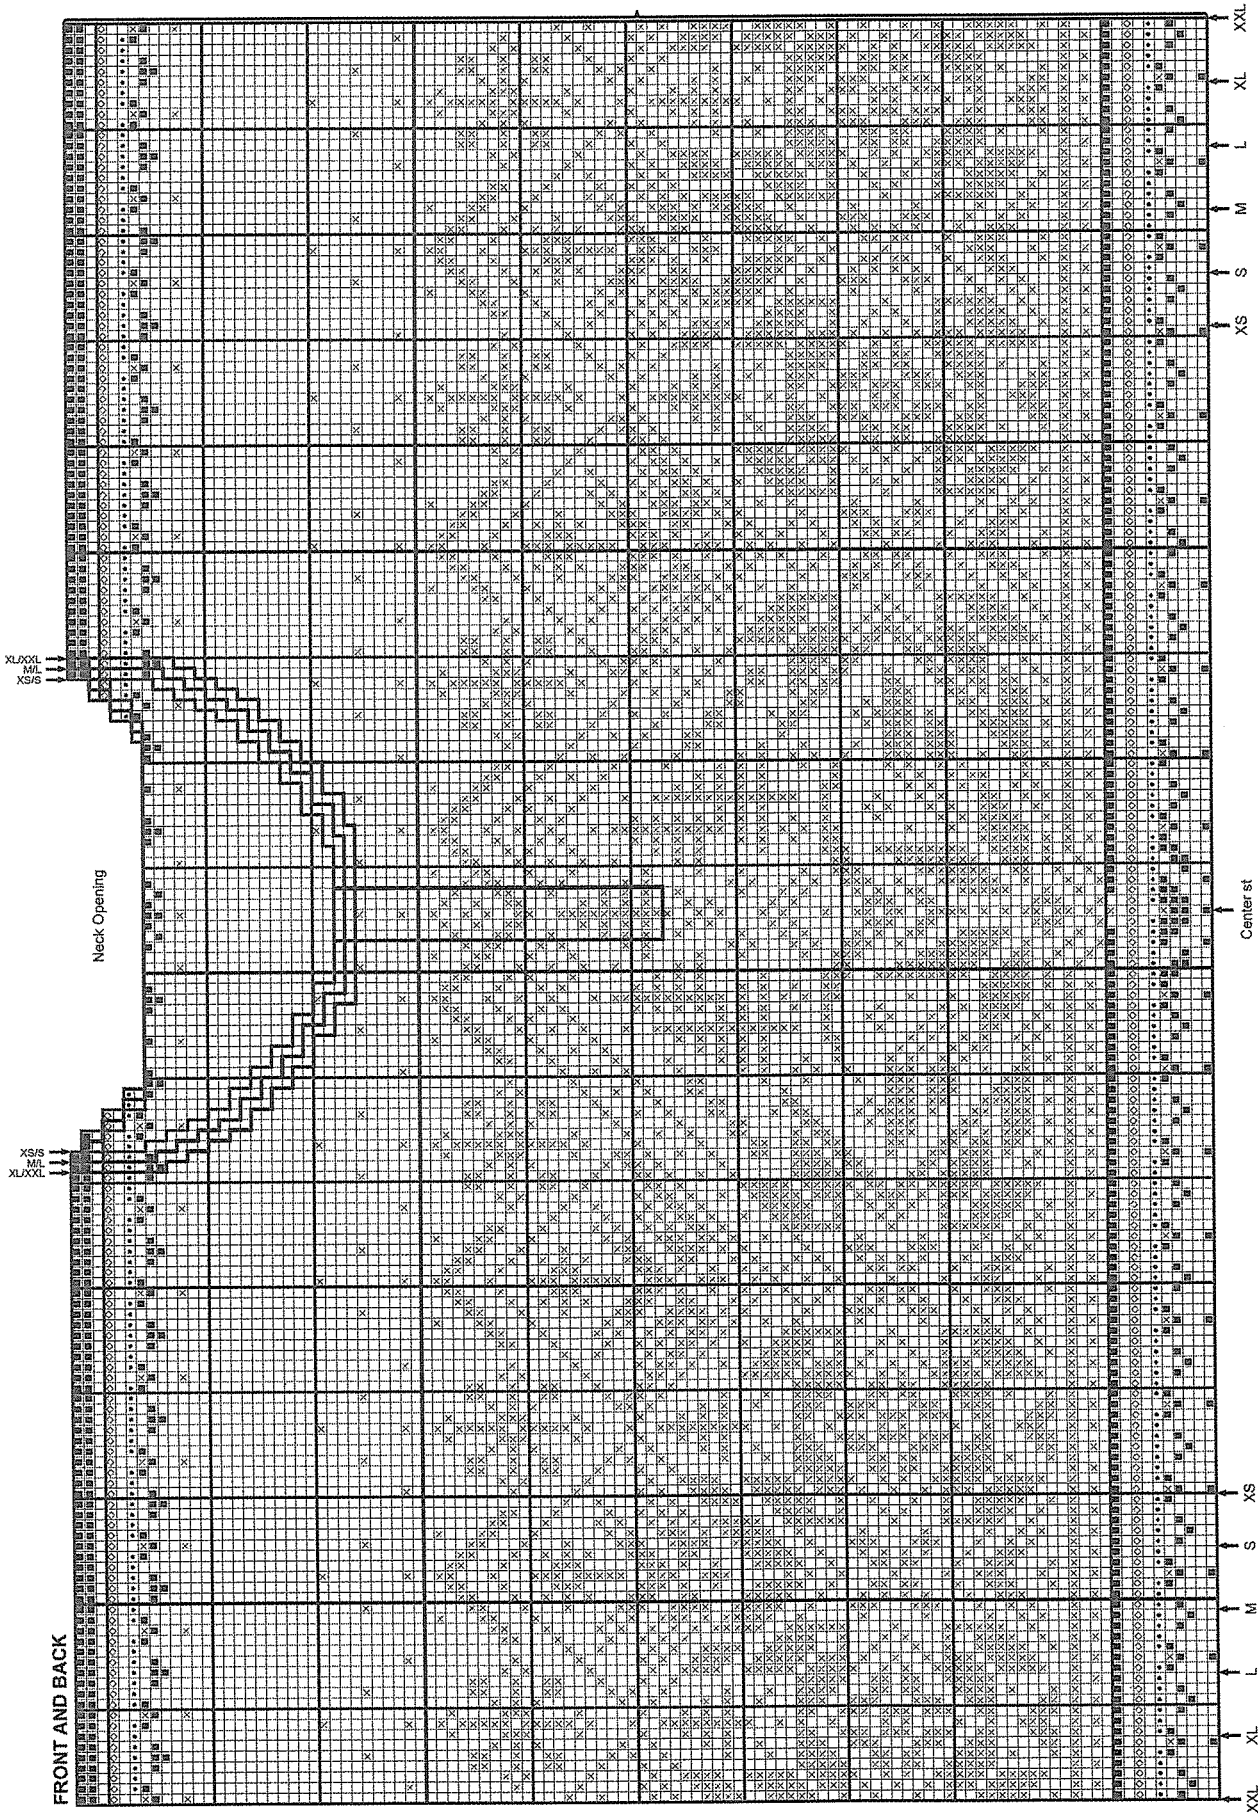 FRONT AND BACK
XS/S
M/L
XL/XXL
Neck Opening
XL/XXL
M/L
XS/S
XXL
XL
L
M
S
XS
Center st
XS
S
M
L
XL
XXL